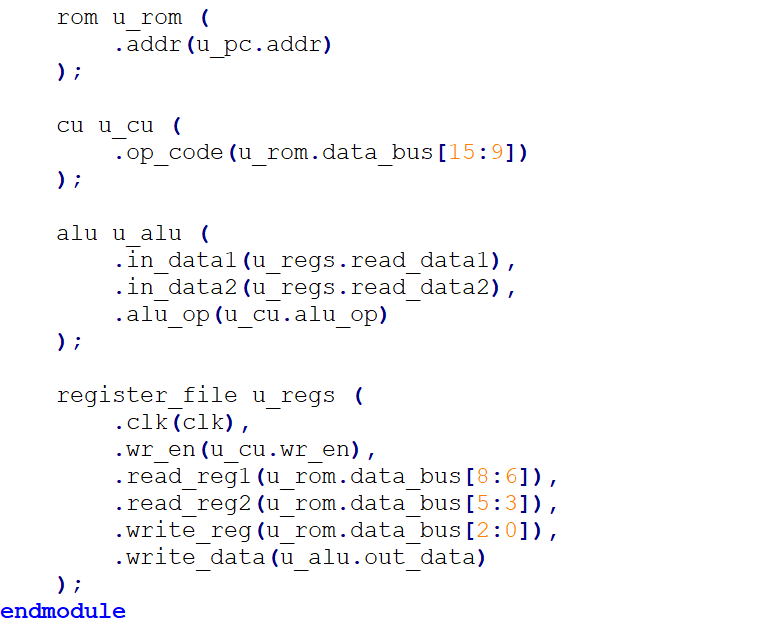 rom u_rom (
.addr(u_pc.addr)
);
cu u_cu (
.op_code(u_rom.data_bus[15:9])
);
alu u_alu (
.in_data1(u_regs.read_data1),
.in_data2(u_regs.read_data2),
.alu_op(u_cu.alu_op)
);
register_file u_regs (
.clk(clk),
.wr_en(u_cu.wr_en),
.read_reg1(u_rom.data_bus[8:6]),
.read_reg2(u_rom.data_bus[5:3]),
.write_reg(u_rom.data_bus[2:0]),
.write_data(u_alu.out_data)
);
endmodule